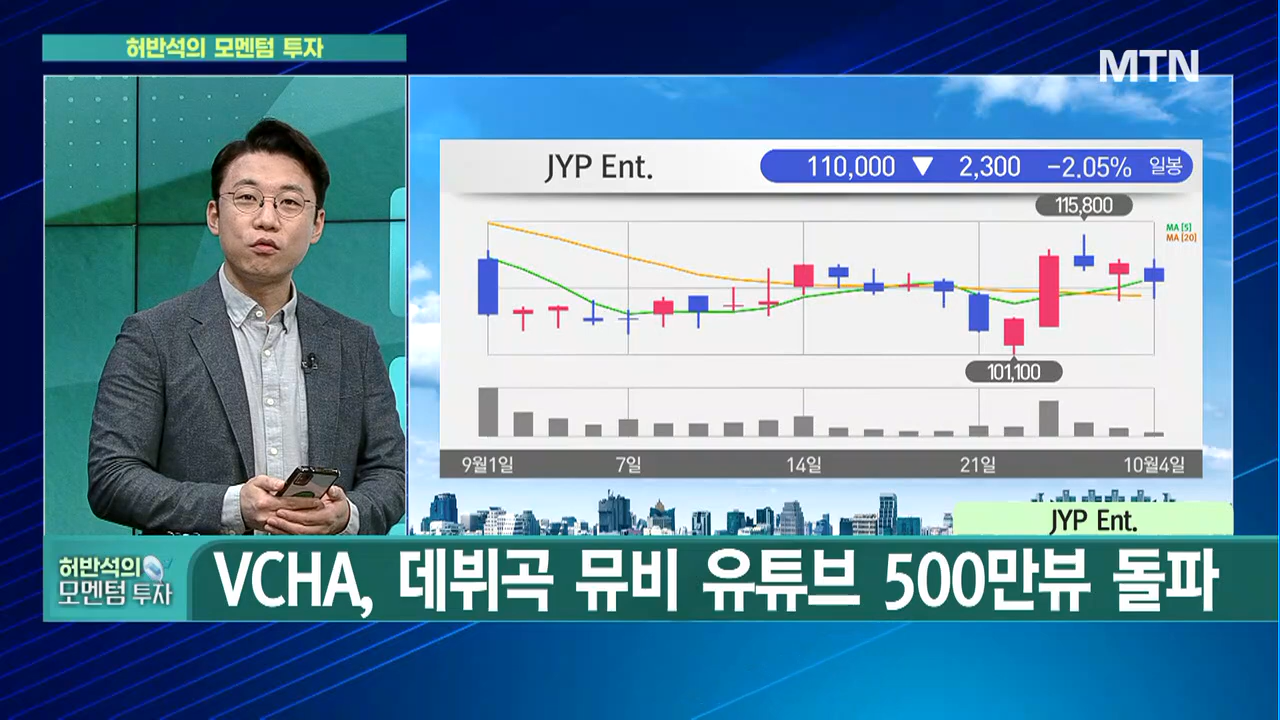 허반석의 모멘텀 투자
MTN
JYP Ent.
110,000 ▼ 2,300 -2.05% 일봉
115,800
MA [5]
MA [20]
101,100
9월1일 7일 14일 21일 10월4일
JYP Ent.
허반석의
모멘텀 투자
VCHA, 데뷔곡 뮤비 유튜브 500만뷰 돌파